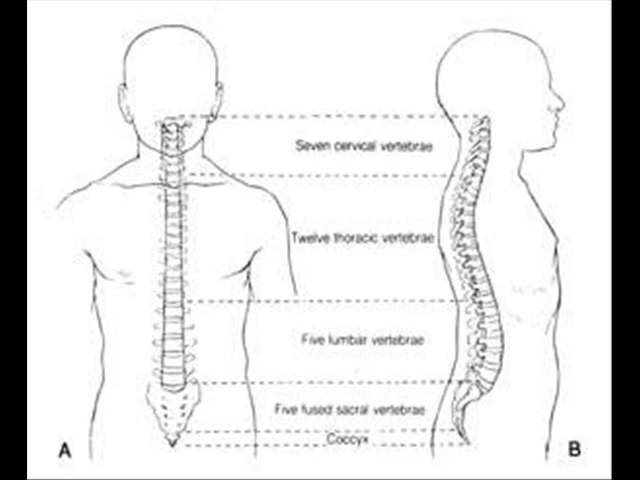 Seven cervical vertebrae
Twelve thoracic vertebrae
Five lumbar vertebrae
Five fused sacral vertebrae
Coccyx
A
B